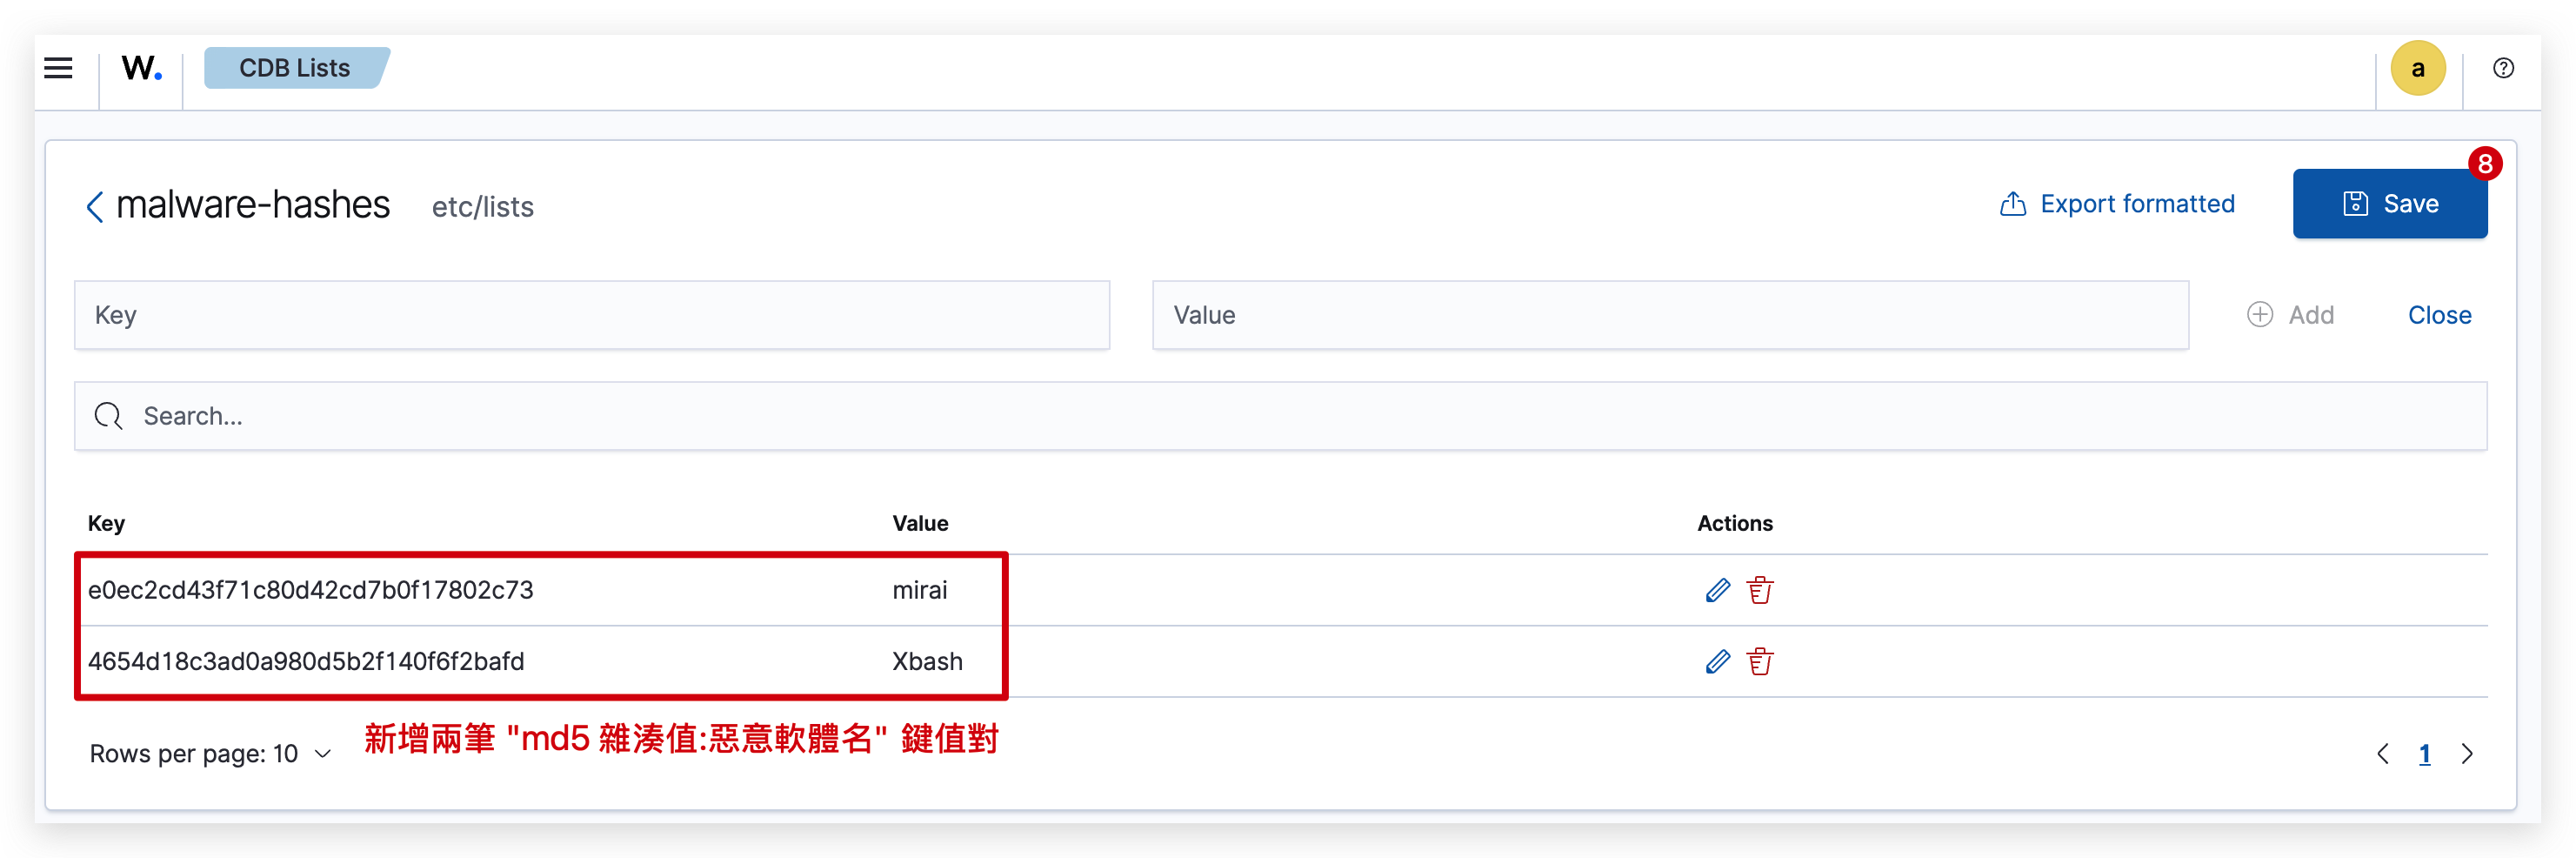 W.
CDB Lists
a
malware-hashes etc/lists
Export formatted
Save
8
Key
Value
Add
Close
Search...
Key Value Actions
e0ec2cd43f71c80d42cd7b0f17802c73 mirai
4654d18c3ad0a980d5b2f140f6f2bafd Xbash
新增兩筆 "md5 雜湊值:惡意軟體名" 鍵值對
Rows per page: 10
1